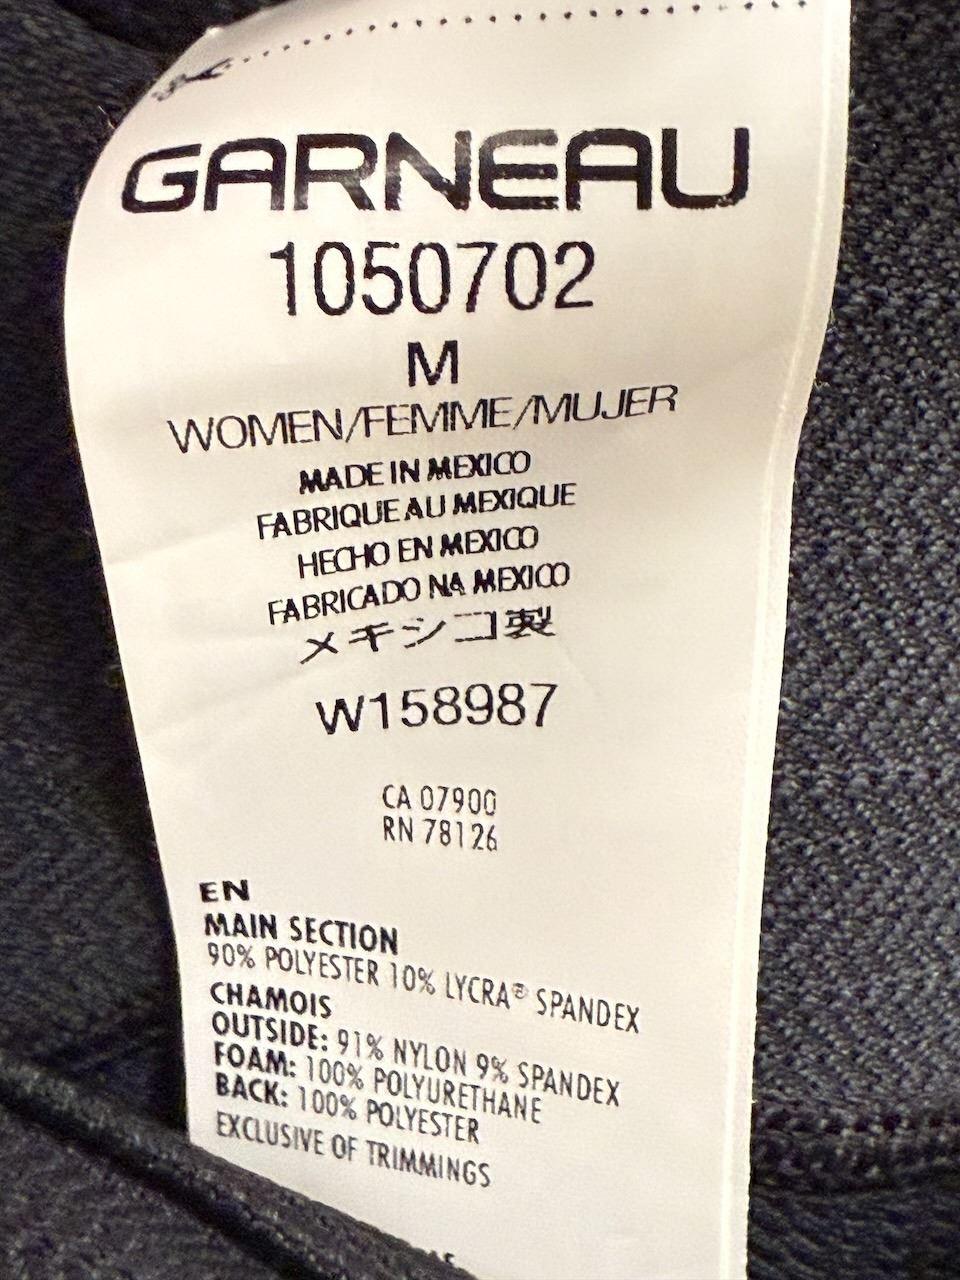 GARNEAU
1050702
M
WOMEN/FEMME/MUJER
MADE IN MEXICO
FABRIQUE AU MEXIQUE
HECHO EN MEXICO
FABRICADO NA MEXICO
メキシコ製
W158987
CA 07900
RN 78126
EN
MAIN SECTION
90% POLYESTER 10% LYCRA® SPANDEX
CHAMOIS
OUTSIDE: 91% NYLON 9% SPANDEX
FOAM: 100% POLYURETHANE
BACK: 100% POLYESTER
EXCLUSIVE OF TRIMMINGS